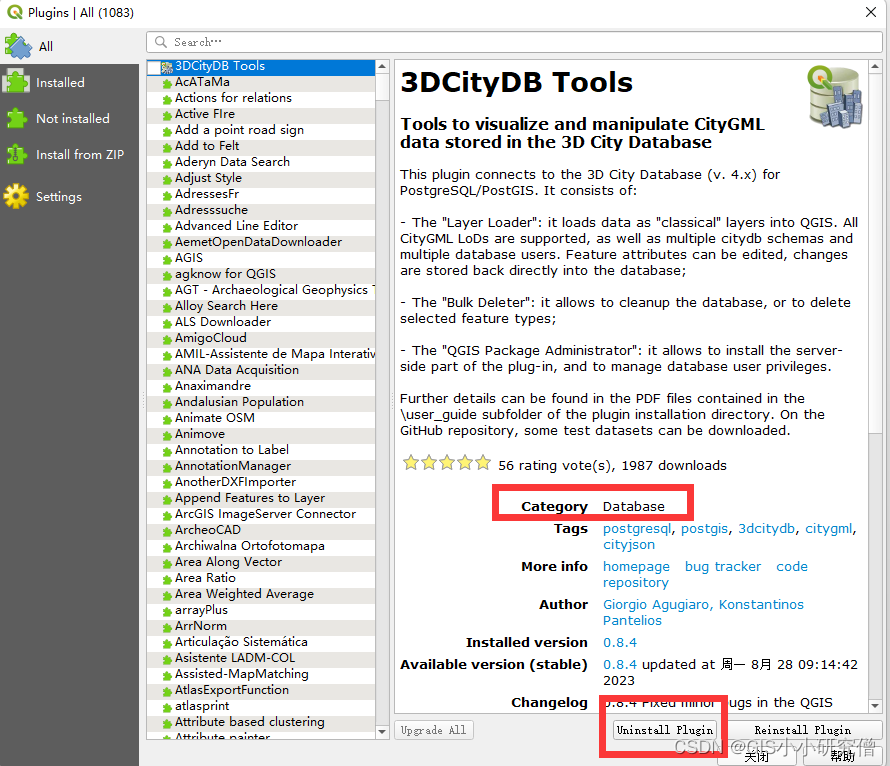 Plugins | All (1083)
All
Installed
Not installed
Install from ZIP
Settings
Search…
3DCityDB Tools
AcATaMa
Actions for relations
Active FIre
Add a point road sign
Add to Felt
Aderyn Data Search
Adjust Style
AdressesFr
Adresssuche
Advanced Line Editor
AemetOpenDataDownloader
AGIS
agknow for QGIS
AGT - Archaeological Geophysics T
Alloy Search Here
ALS Downloader
AmigoCloud
AMIL-Assistente de Mapa Interativ
ANA Data Acquisition
Anaximandre
Andalusian Population
Animate OSM
Animove
Annotation to Label
AnnotationManager
AnotherDXFImporter
Append Features to Layer
ArcGIS ImageServer Connector
ArcheoCAD
Archiwalna Ortofotomapa
Area Along Vector
Area Ratio
Area Weighted Average
arrayPlus
ArrNorm
Articulação Sistemática
Asistente LADM-COL
Assisted-MapMatching
AtlasExportFunction
atlasprint
Attribute based clustering
Attribute painter
3DCityDB Tools
Tools to visualize and manipulate CityGML
data stored in the 3D City Database
This plugin connects to the 3D City Database (v. 4.x) for
PostgreSQL/PostGIS. It consists of:
- The "Layer Loader": it loads data as "classical" layers into QGIS. All
CityGML LoDs are supported, as well as multiple citydb schemas and
multiple database users. Feature attributes can be edited, changes
are stored back directly into the database;
- The "Bulk Deleter": it allows to cleanup the database, or to delete
selected feature types;
- The "QGIS Package Administrator": it allows to install the server-
side part of the plug-in, and to manage database user privileges.
Further details can be found in the PDF files contained in the
\user_guide subfolder of the plugin installation directory. On the
GitHub repository, some test datasets can be downloaded.
56 rating vote(s), 1987 downloads
Category Database
Tags postgresql, postgis, 3dcitydb, citygml,
cityjson
More info homepage bug tracker code
repository
Author Giorgio Agugiaro, Konstantinos
Pantelios
Installed version 0.8.4
Available version (stable) 0.8.4 updated at 周一 8月 28 09:14:42
2023
Changelog 0.8.4 Fixed minor bugs in the QGIS
Upgrade All
Uninstall Plugin
Reinstall Plugin
关闭
帮助
CSDN @GIS小小研究僧